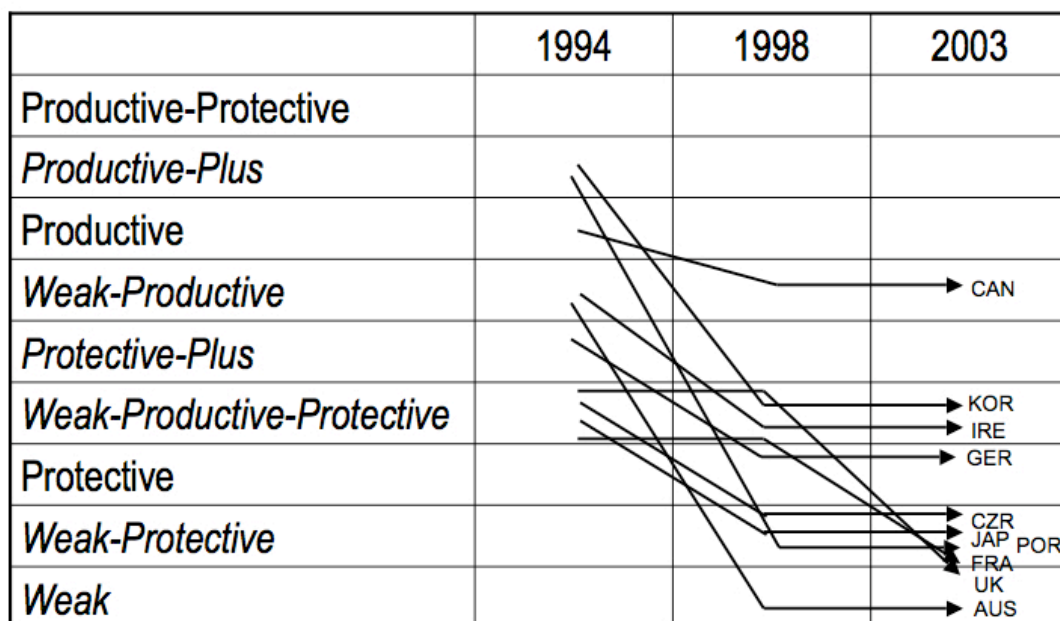 1994 1998 2003
Productive-Protective
Productive-Plus
Productive
Weak-Productive
CAN
Protective-Plus
Weak-Productive-Protective
KOR
IRE
GER
Protective
CZR
Weak-Protective
JAP POR
FRA
UK
Weak
AUS